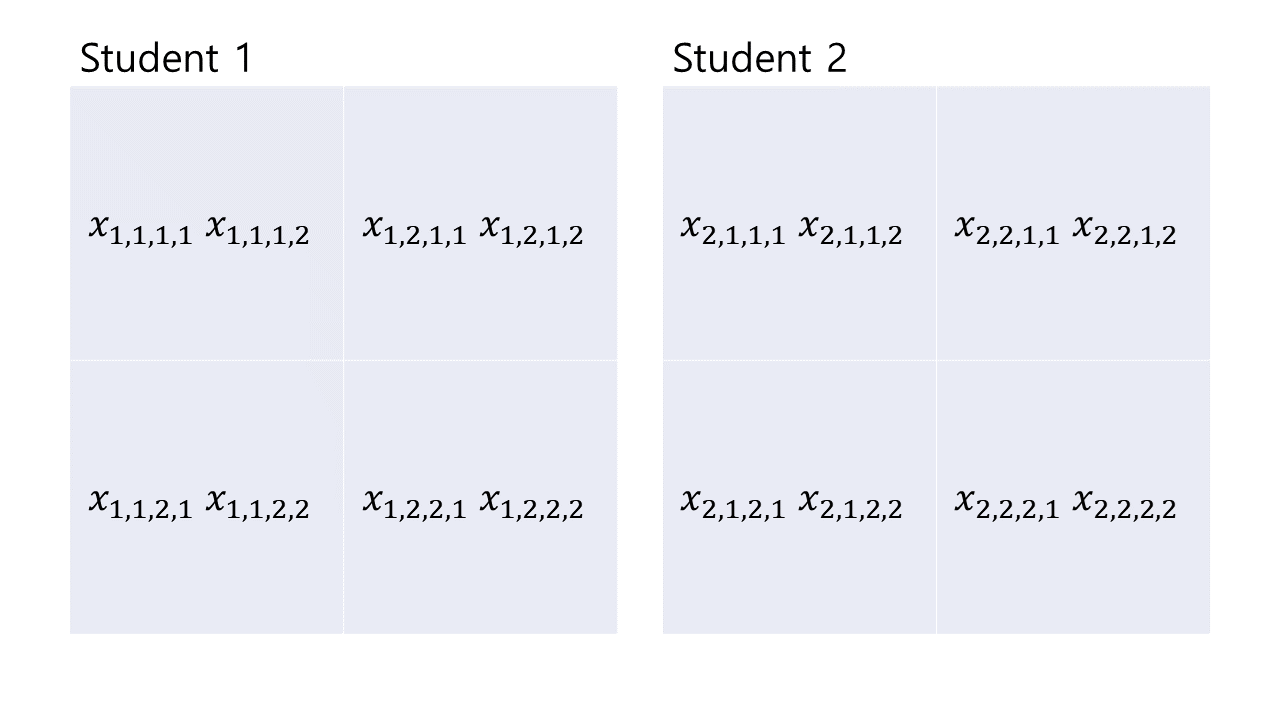 Student 1
Student 2
x_{1,1,1,1} x_{1,1,1,2}
x_{1,2,1,1} x_{1,2,1,2}
x_{2,1,1,1} x_{2,1,1,2}
x_{2,2,1,1} x_{2,2,1,2}
x_{1,1,2,1} x_{1,1,2,2}
x_{1,2,2,1} x_{1,2,2,2}
x_{2,1,2,1} x_{2,1,2,2}
x_{2,2,2,1} x_{2,2,2,2}